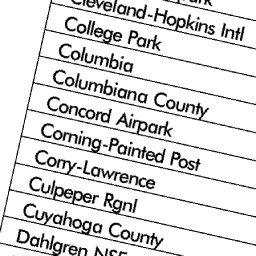 Cleveland-Hopkins Intl
College Park
Columbia
Columbiana County
Concord Airpark
Corning-Painted Post
Corry-Lawrence
Culpeper Rgnl
Cuyahoga County
Dahlgren